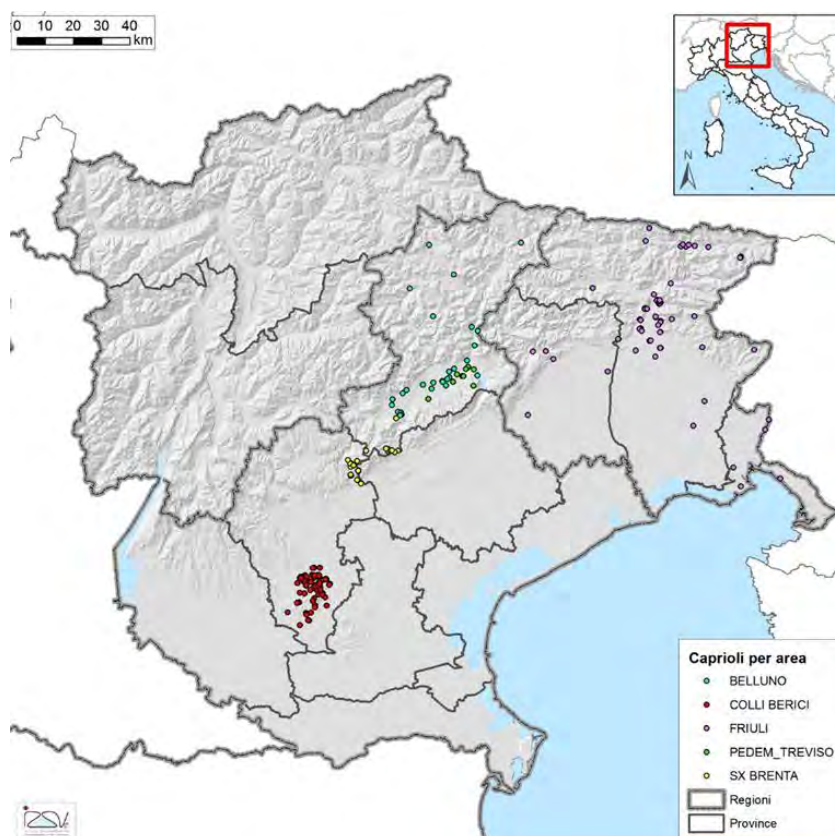 0 10 20 30 40
km
N
Caprioli per area
BELLUNO
COLLI BERICI
FRIULI
PEDEM_TREVISO
SX BRENTA
Regioni
Province